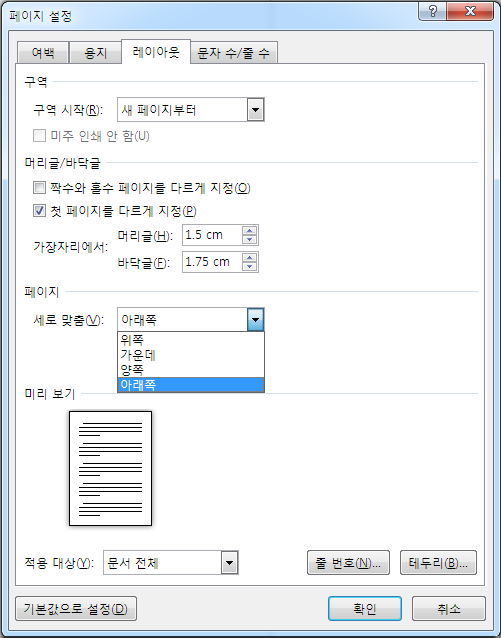 페이지 설정
여백 용지 레이아웃 문자 수/줄 수
구역
구역 시작(R): 새 페이지부터
미주 인쇄 안 함(U)
머리글/바닥글
짝수와 홀수 페이지를 다르게 지정(O)
첫 페이지를 다르게 지정(P)
가장자리에서: 머리글(H): 1.5 cm
바닥글(F): 1.75 cm
페이지
세로 맞춤(V): 아래쪽
위쪽
가운데
양쪽
아래쪽
미리 보기
적용 대상(Y): 문서 전체 줄 번호(N)... 테두리(B)...
기본값으로 설정(D) 확인 취소